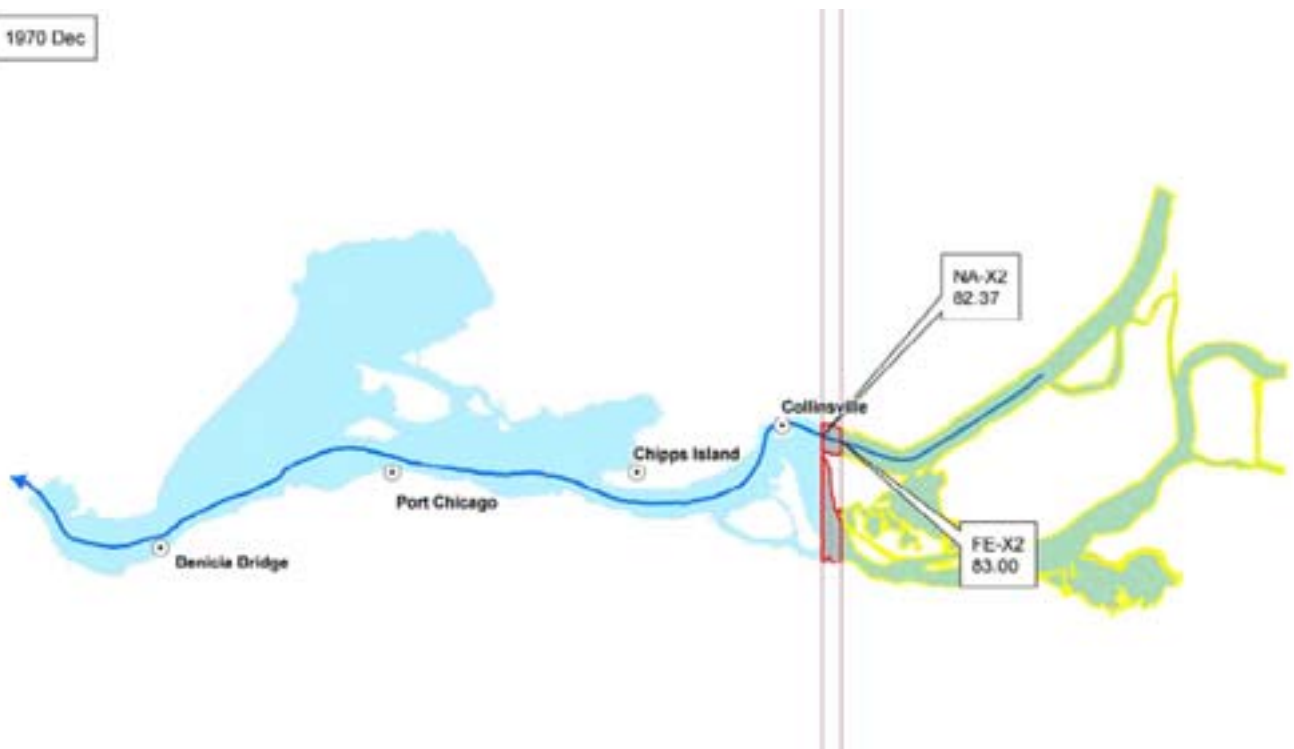 1970 Dec
NA-X2
82.37
Collinsville
Chipps Island
Port Chicago
FE-X2
83.00
Benicia Bridge